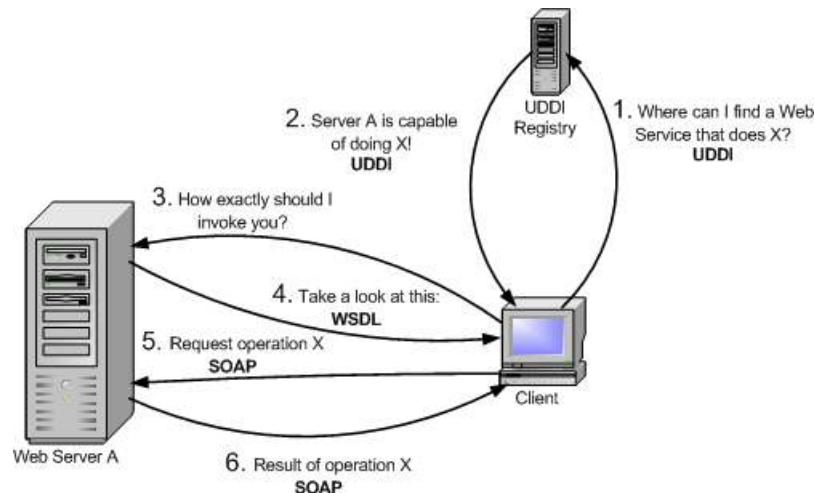 UDDI
Registry
1. Where can I find a Web
Service that does X?
UDDI
2. Server A is capable
of doing X!
UDDI
3. How exactly should I
invoke you?
4. Take a look at this:
WSDL
5. Request operation X
SOAP
Client
Web Server A
6. Result of operation X
SOAP